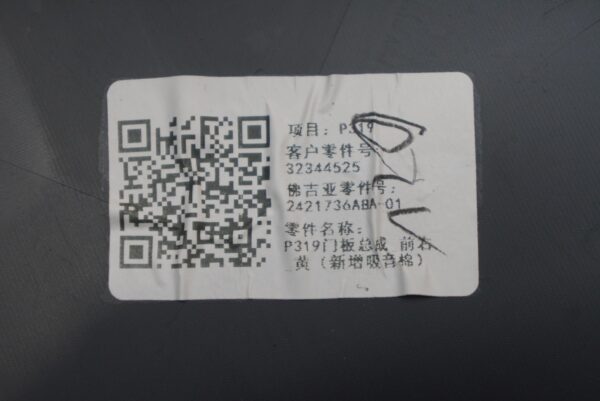 项目：P319
客户零件号
32344525
佛吉亚零件号：
2421736ABA-01
零件名称：
P319门板总成 前右
_黄（新增吸音棉）